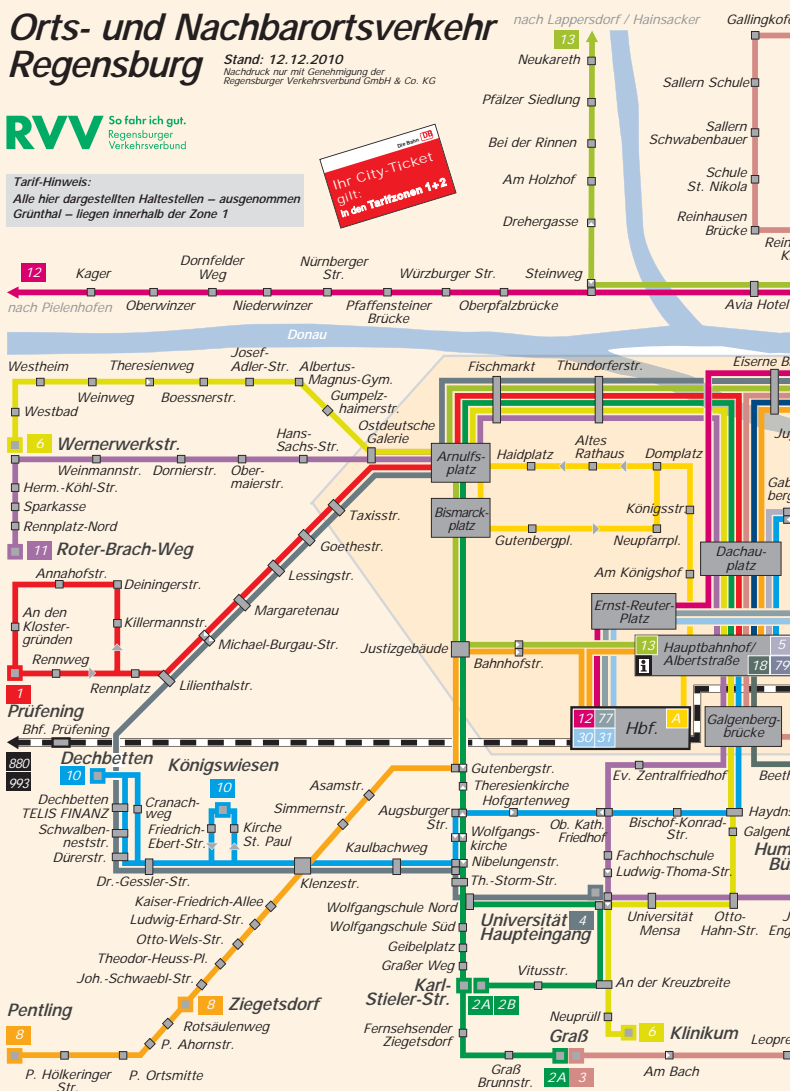 Orts- und Nachbarortsverkehr
Regensburg
Stand: 12.12.2010
Nachdruck nur mit Genehmigung der
Regensburger Verkehrsverbund GmbH & Co. KG
nach Lappersdorf / Hainsacker
13
Neukareth
Pfälzer Siedlung
Bei der Rinnen
Am Holzhof
Drehergasse
Steinweg
Sallern Schule
Sallern
Schwabenbauer
Schule
St. Nikola
Reinhausen
Brücke
RVV
So fahr ich gut.
Regensburger
Verkehrsverbund
Die Bahn DB
Ihr City-Ticket
gilt:
in den Tarifzonen 1+2
Tarif-Hinweis:
Alle hier dargestellten Haltestellen – ausgenommen
Grünthal – liegen innerhalb der Zone 1
12
nach Pielenhofen
Kager
Oberwinzer
Dornfelder
Weg
Niederwinzer
Nürnberger
Str.
Pfaffensteiner
Brücke
Würzburger Str.
Oberpfalzbrücke
Avia Hotel
Donau
Westheim
Weinweg
Theresienweg
Boessnerstr.
Josef-
Adler-Str.
Albertus-
Magnus-Gym.
Gumpelz-
haimerstr.
Ostdeutsche
Galerie
Fischmarkt
Thundorferstr.
Westbad
6 Wernerwerkstr.
Weinmannstr.
Dornierstr.
Ober-
maierstr.
Hans-
Sachs-Str.
Herm.-Köhl-Str.
Sparkasse
Rennplatz-Nord
11 Roter-Brach-Weg
Arnulfs-
platz
Haidplatz
Altes
Rathaus
Domplatz
Königsstr.
Bismarck-
platz
Gutenbergpl.
Neupfarrpl.
Am Königshof
Dachau-
platz
Ernst-Reuter-
Platz
Taxisstr.
Goethestr.
Lessingstr.
Margaretenau
Michael-Burgau-Str.
Lilienthalstr.
Annahofstr.
Deiningerstr.
An den
Kloster-
gründen
Killermannstr.
Rennweg
Rennplatz
1
Prüfening
Bhf. Prüfening
880
993
Justizgebäude
Bahnhofstr.
13
i
Hauptbahnhof/
Albertstraße
5
18 79
12 77
30 31
Hbf.
A
Galgenberg-
brücke
Dechbetten
10
Königswiesen
10
Dechbetten
TELIS FINANZ
Schwalben-
neststr.
Dürerstr.
Cranach-
weg
Friedrich-
Ebert-Str.
Kirche
St. Paul
Dr.-Gessler-Str.
Asamstr.
Simmernstr.
Kaulbachweg
Klenzestr.
Augsburger
Str.
Gutenbergstr.
Theresienkirche
Hofgartenweg
Wolfgangs-
kirche
Nibelungenstr.
Th.-Storm-Str.
Ob. Kath.
Friedhof
Ev. Zentralfriedhof
Bischof-Konrad-
Str.
Fachhochschule
Ludwig-Thoma-Str.
Kaiser-Friedrich-Allee
Ludwig-Erhard-Str.
Otto-Wels-Str.
Theodor-Heuss-Pl.
Joh.-Schwaebl-Str.
8 Ziegetsdorf
Rotsäulenweg
P. Ahornstr.
P. Ortsmitte
P. Hölkeringer
Str.
Pentling
8
Wolfgangschule Nord
Wolfgangschule Süd
Geibelplatz
Graßer Weg
Universität
Haupteingang
4
Universität
Mensa
Otto-
Hahn-Str.
Karl-
Stieler-Str.
2A 2B
Vitusstr.
An der Kreuzbreite
Neuprüll
6 Klinikum
Fernsehsender
Ziegetsdorf
Graß
Graß
Brunnstr.
2A 3
Am Bach